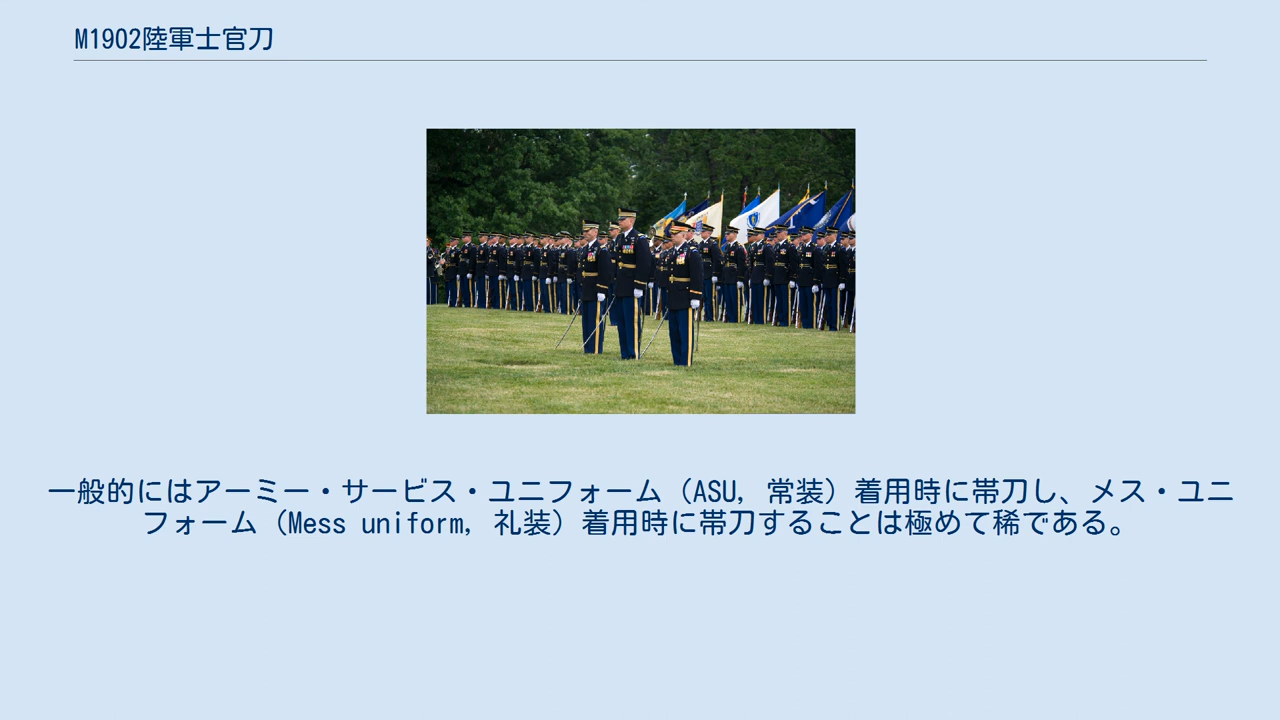 M1902陸軍士官刀
一般的にはアーミー・サービス・ユニフォーム（ASU, 常装）着用時に帯刀し、メス・ユニ
フォーム（Mess uniform, 礼装）着用時に帯刀することは極めて稀である。